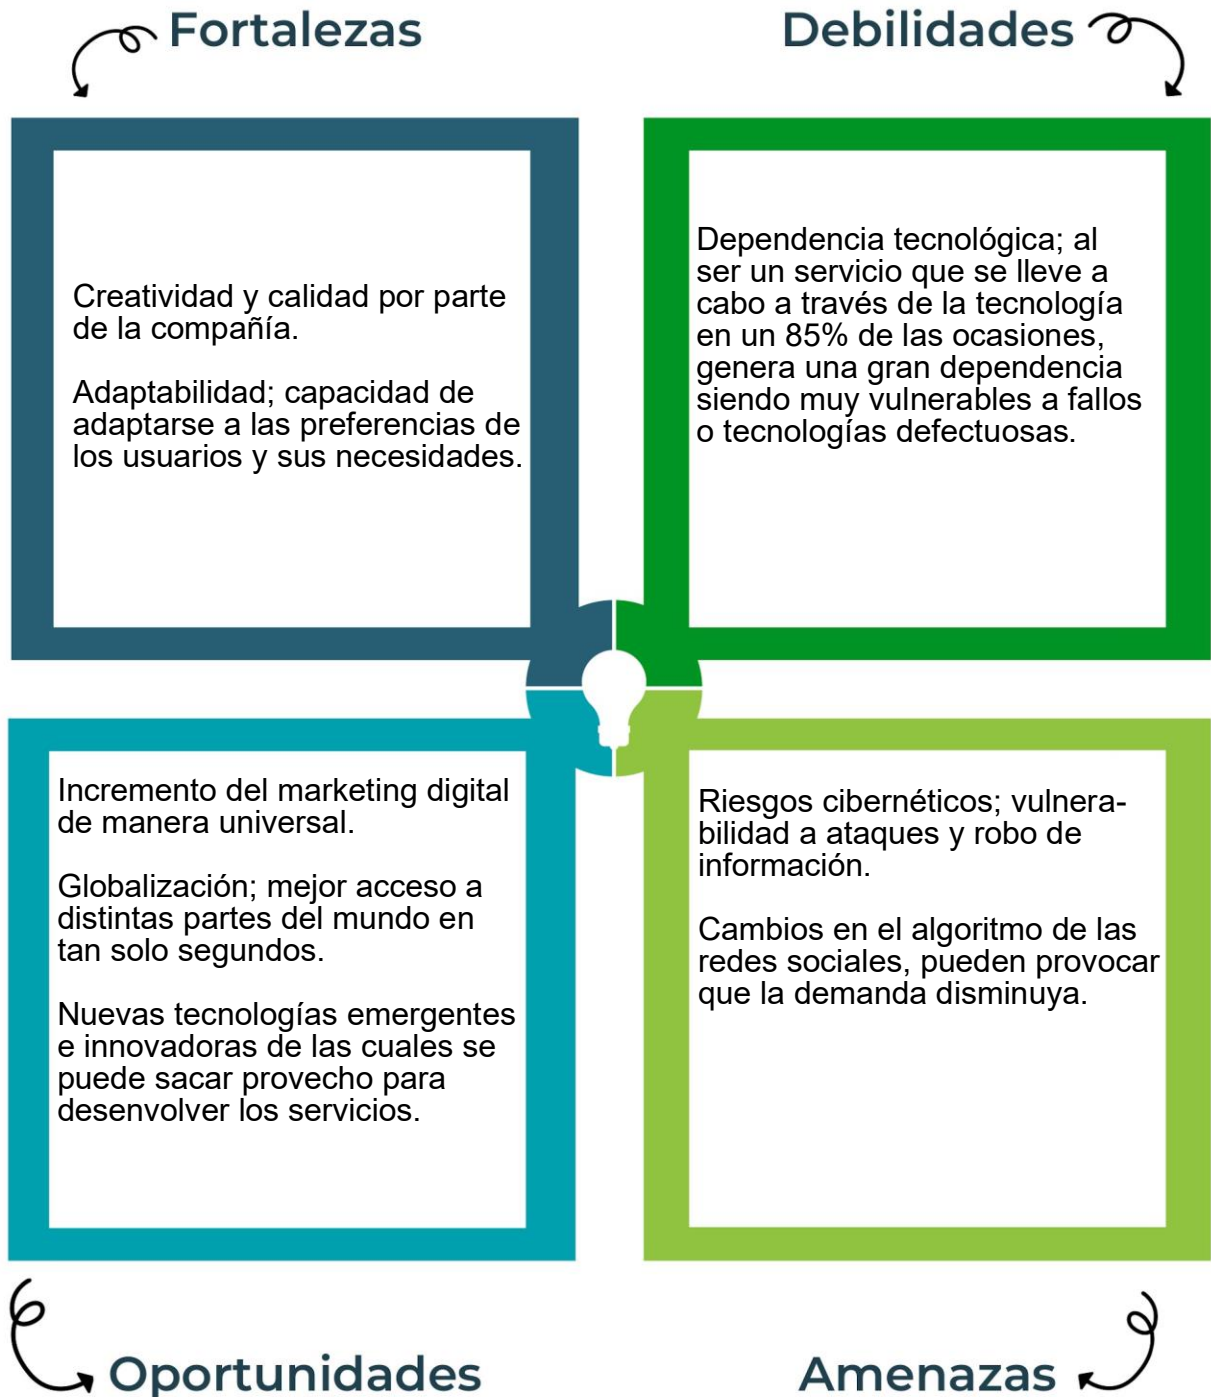 Fortalezas
Creatividad y calidad por parte
de la compañía.
Adaptabilidad; capacidad de
adaptarse a las preferencias de
los usuarios y sus necesidades.
Debilidades
Dependencia tecnológica; al
ser un servicio que se lleve a
cabo a través de la tecnología
en un 85% de las ocasiones,
genera una gran dependencia
siendo muy vulnerables a fallos
o tecnologías defectuosas.
Incremento del marketing digital
de manera universal.
Globalización; mejor acceso a
distintas partes del mundo en
tan solo segundos.
Nuevas tecnologías emergentes
e innovadoras de las cuales se
puede sacar provecho para
desenvolver los servicios.
Oportunidades
Riesgos cibernéticos; vulnera-
bilidad a ataques y robo de
información.
Cambios en el algoritmo de las
redes sociales, pueden provocar
que la demanda disminuya.
Amenazas